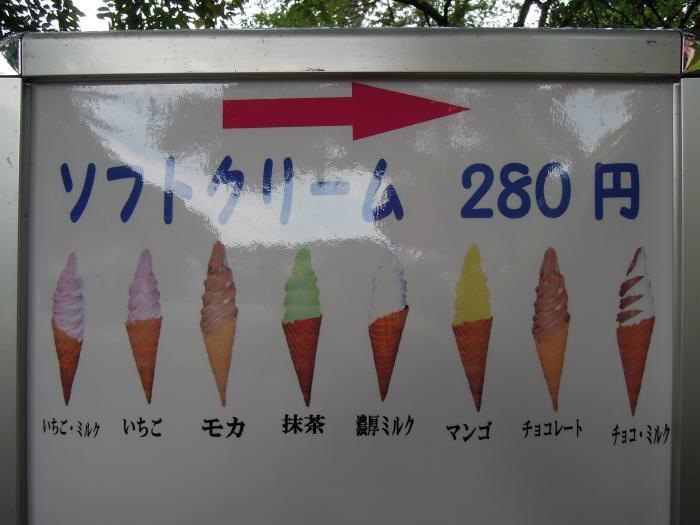 ソフトクリーム 280円
いちご・ミルク いちご モカ 抹茶 濃厚ミルク マンゴ チョコレート チョコ・ミルク